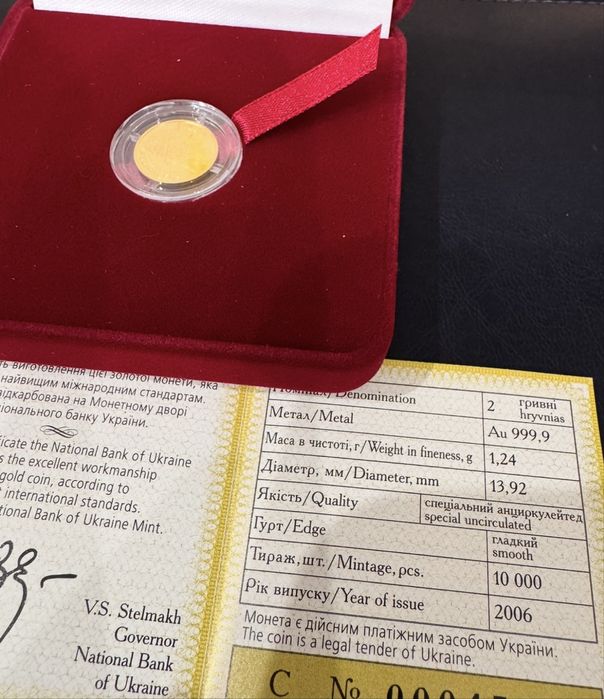 виготовлення цієї золотої монети, яка
найвищим міжнародним стандартам.
на Монетному дворі
банку України.
the National Bank of Ukraine
the excellent workmanship
gold coin, according to
international standards.
Bank of Ukraine Mint.
V.S. Stelmakh
Governor
National Bank
of Ukraine
Denomination 2 гривні
hryvnias
Метал/Metal Au 999,9
Маса в чистоті, г/Weight in fineness, g 1,24
Діаметр, мм/Diameter, mm 13,92
Якість/Quality спеціальний анциркулейтед
special uncirculated
Гурт/Edge гладкий
smooth
Тираж, шт./Mintage, pcs. 10 000
Рік випуску/Year of issue 2006
Монета є дійсним платіжним засобом України.
The coin is a legal tender of Ukraine.
С №